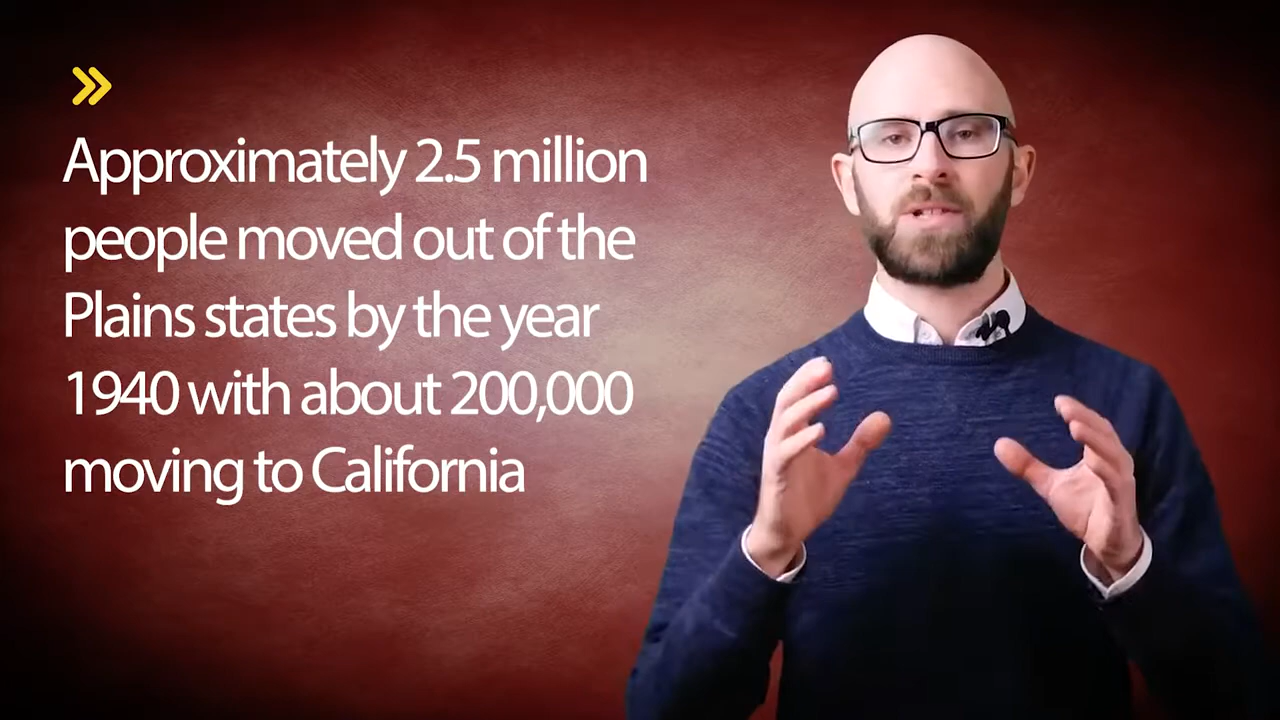 Approximately 2.5 million
people moved out of the
Plains states by the year
1940 with about 200,000
moving to California